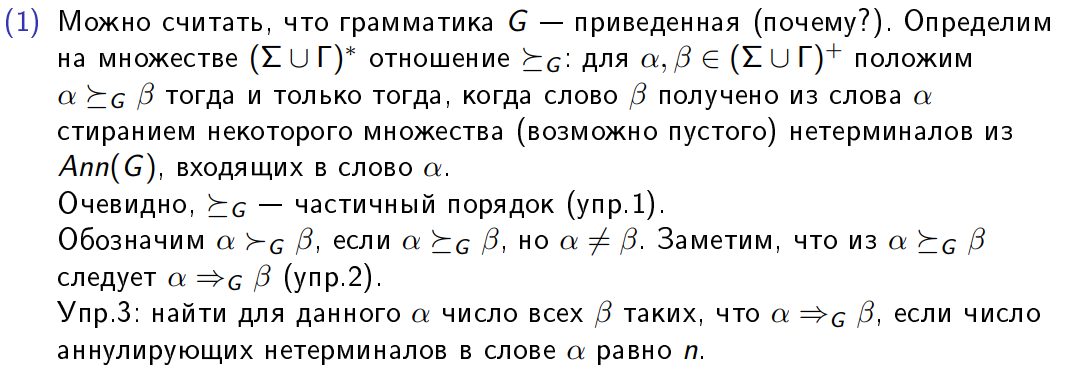 (1) Можно считать, что грамматика G — приведенная (почему?). Определим
на множестве (Σ ∪ Γ)* отношение ⪰_G: для α, β ∈ (Σ ∪ Γ)⁺ положим
α ⪰_G β тогда и только тогда, когда слово β получено из слова α
стиранием некоторого множества (возможно пустого) нетерминалов из
Ann(G), входящих в слово α.
Очевидно, ⪰_G — частичный порядок (упр.1).
Обозначим α ≻_G β, если α ⪰_G β, но α ≠ β. Заметим, что из α ⪰_G β
следует α ⇒_G β (упр.2).
Упр.3: найти для данного α число всех β таких, что α ⇒_G β, если число
аннулирующих нетерминалов в слове α равно n.